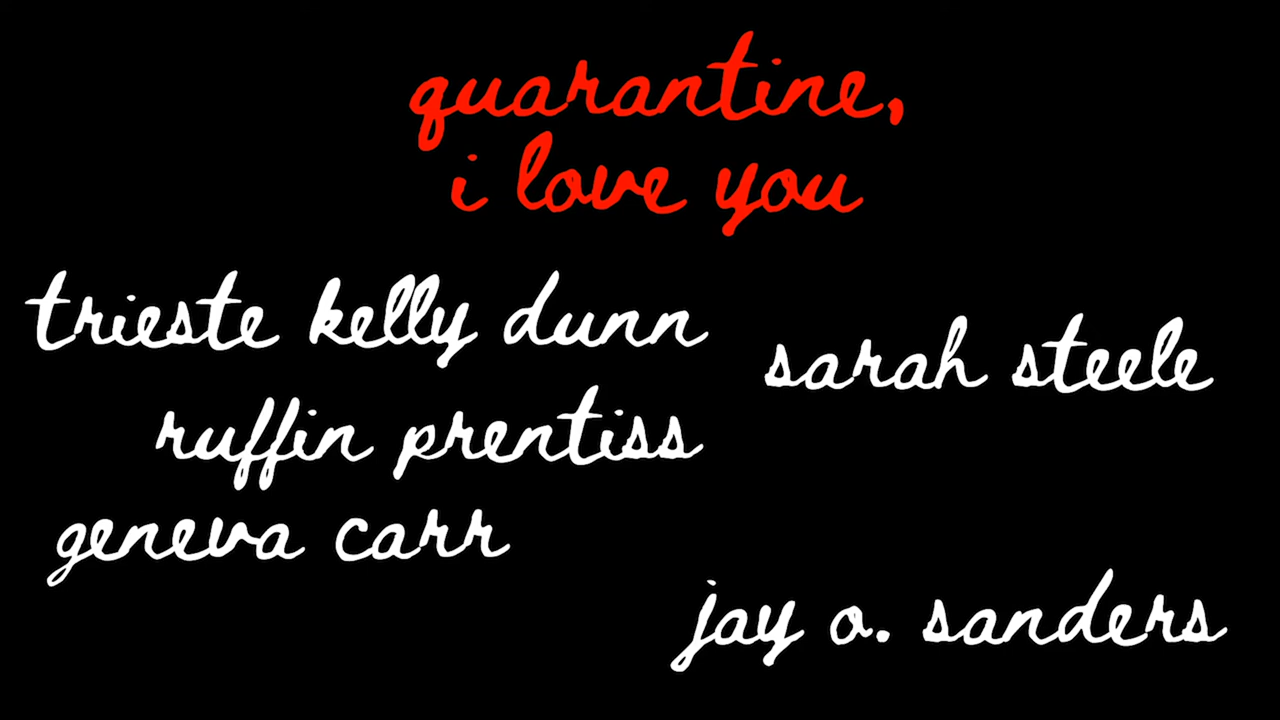 quarantine,
i love you
trieste kelly dunn
sarah steele
ruffin prentiss
geneva carr
jay o. sanders